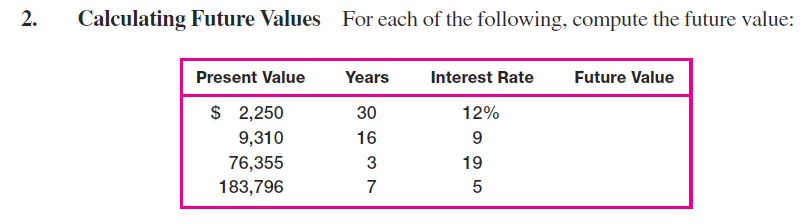 2. Calculating Future Values For each of the following, compute the future value:
Present Value Years Interest Rate Future Value
$ 2,250 30 12%
9,310 16 9
76,355 3 19
183,796 7 5